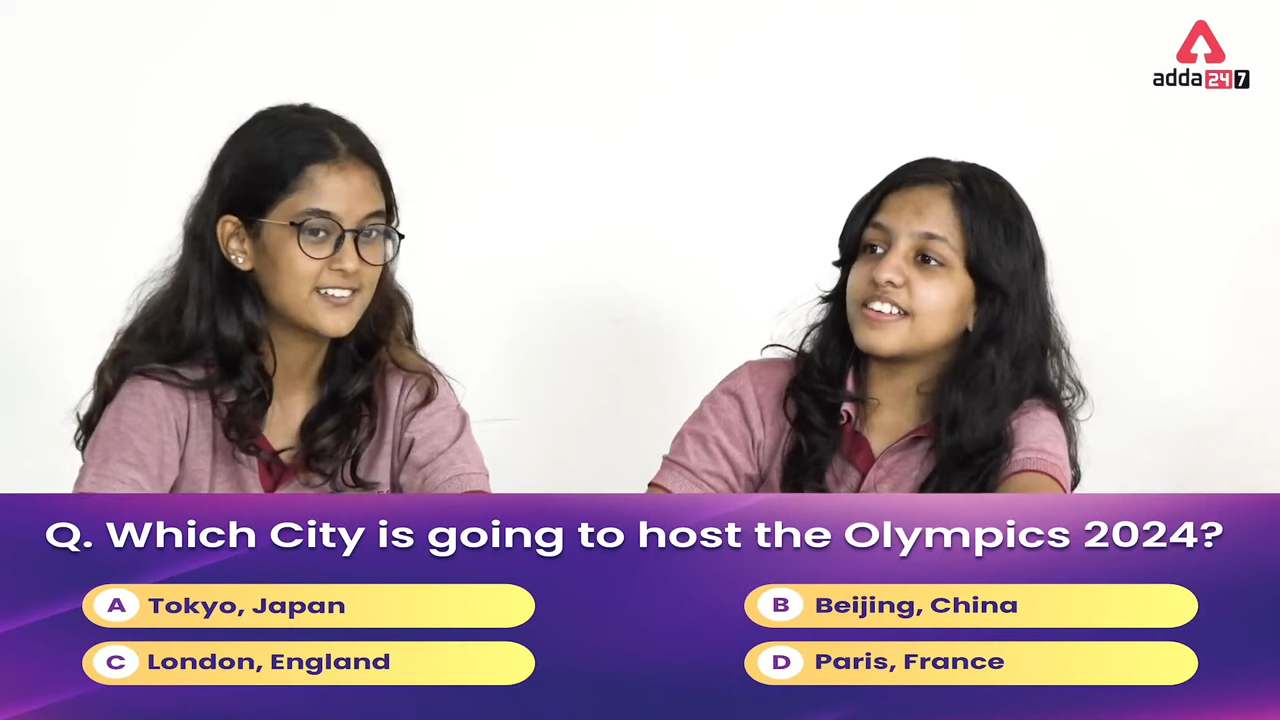 adda247
Q. Which City is going to host the Olympics 2024?
A Tokyo, Japan
B Beijing, China
C London, England
D Paris, France